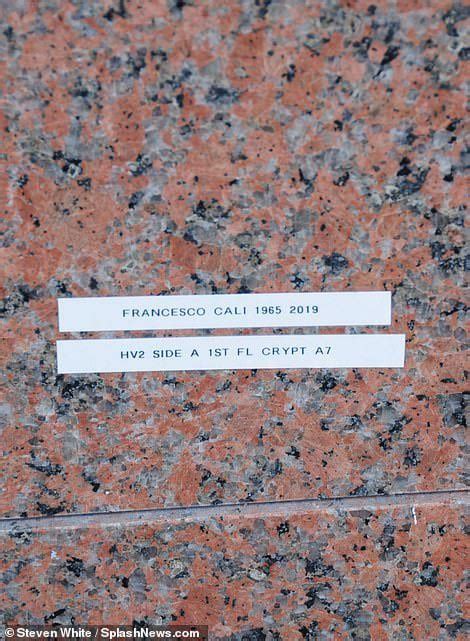 FRANCESCO CALI 1965 2019
HV2 SIDE A 1ST FL CRYPT A7
© Steven White / SplashNews.com